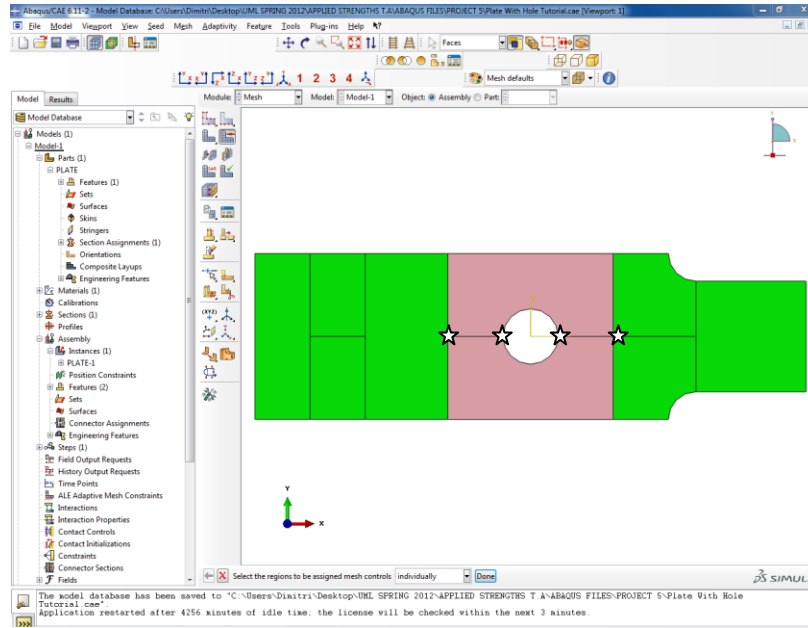 Abaqus/CAE 6.11-2 - Model Database: C:\Users\Dimitri\Desktop\UML SPRING 2012\APPLIED STRENGTHS T.A\ABAQUS FILES\PROJECT 5\Plate With Hole Tutorial.cae [Viewport: 1]
File Model Viewport View Seed Mesh Adaptivity Feature Tools Plug-ins Help
Faces
1 2 3 4
Mesh defaults
Model Results
Module: Mesh Model: Model-1 Object: Assembly Part:
Model Database
Models (1)
Model-1
Parts (1)
PLATE
Features (1)
Sets
Surfaces
Skins
Stringers
Section Assignments (1)
Orientations
Composite Layups
Engineering Features
Materials (1)
Calibrations
Sections (1)
Profiles
Assembly
Instances (1)
PLATE-1
Position Constraints
Features (2)
Sets
Surfaces
Connector Assignments
Engineering Features
Steps (1)
Field Output Requests
History Output Requests
Time Points
ALE Adaptive Mesh Constraints
Interactions
Interaction Properties
Contact Controls
Contact Initializations
Constraints
Connector Sections
Fields
(XYZ)
Y
X
Select the regions to be assigned mesh controls individually Done
SIMUL
The model database has been saved to "C:\Users\Dimitri\Desktop\UML SPRING 2012\APPLIED STRENGTHS T.A\ABAQUS FILES\PROJECT 5\Plate With Hole
Tutorial.cae".
Application restarted after 4256 minutes of idle time; the license will be checked within the next 3 minutes.
>>>